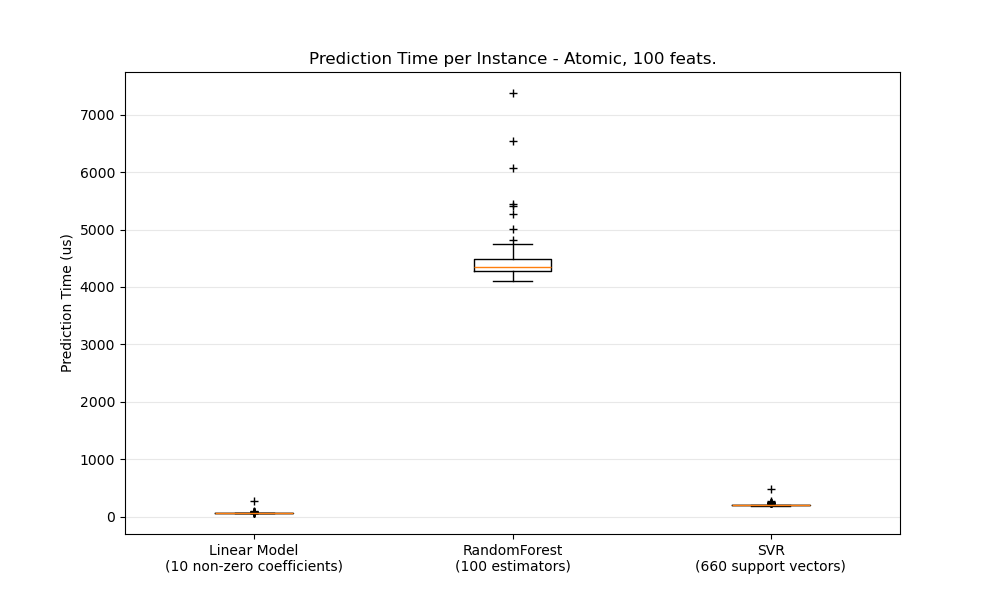 Prediction Time per Instance - Atomic, 100 feats.
Prediction Time (us)
7000
6000
5000
4000
3000
2000
1000
0
Linear Model
(10 non-zero coefficients)
RandomForest
(100 estimators)
SVR
(660 support vectors)